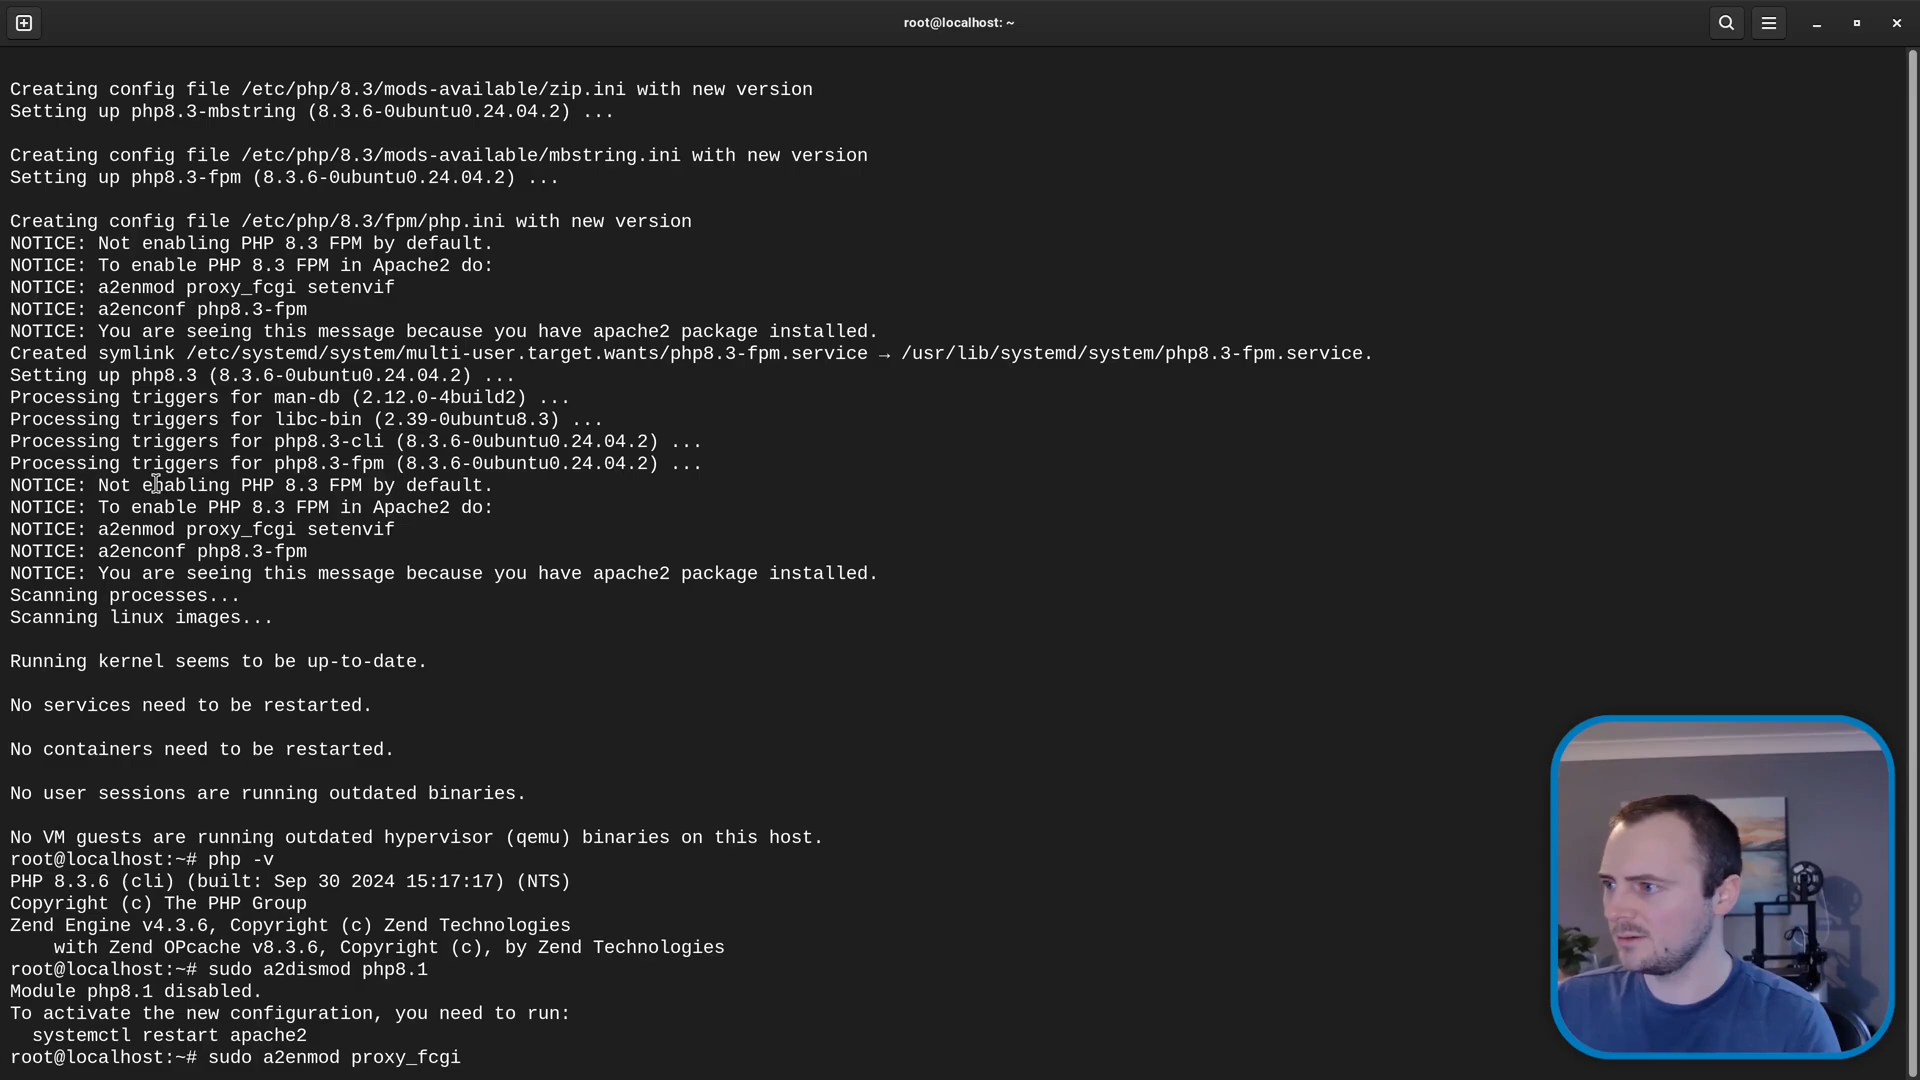 root@localhost: ~
Creating config file /etc/php/8.3/mods-available/zip.ini with new version
Setting up php8.3-mbstring (8.3.6-0ubuntu0.24.04.2) ...
Creating config file /etc/php/8.3/mods-available/mbstring.ini with new version
Setting up php8.3-fpm (8.3.6-0ubuntu0.24.04.2) ...
Creating config file /etc/php/8.3/fpm/php.ini with new version
NOTICE: Not enabling PHP 8.3 FPM by default.
NOTICE: To enable PHP 8.3 FPM in Apache2 do:
NOTICE: a2enmod proxy_fcgi setenvif
NOTICE: a2enconf php8.3-fpm
NOTICE: You are seeing this message because you have apache2 package installed.
Created symlink /etc/systemd/system/multi-user.target.wants/php8.3-fpm.service → /usr/lib/systemd/system/php8.3-fpm.service.
Setting up php8.3 (8.3.6-0ubuntu0.24.04.2) ...
Processing triggers for man-db (2.12.0-4build2) ...
Processing triggers for libc-bin (2.39-0ubuntu8.3) ...
Processing triggers for php8.3-cli (8.3.6-0ubuntu0.24.04.2) ...
Processing triggers for php8.3-fpm (8.3.6-0ubuntu0.24.04.2) ...
NOTICE: Not enabling PHP 8.3 FPM by default.
NOTICE: To enable PHP 8.3 FPM in Apache2 do:
NOTICE: a2enmod proxy_fcgi setenvif
NOTICE: a2enconf php8.3-fpm
NOTICE: You are seeing this message because you have apache2 package installed.
Scanning processes...
Scanning linux images...
Running kernel seems to be up-to-date.
No services need to be restarted.
No containers need to be restarted.
No user sessions are running outdated binaries.
No VM guests are running outdated hypervisor (qemu) binaries on this host.
root@localhost:~# php -v
PHP 8.3.6 (cli) (built: Sep 30 2024 15:17:17) (NTS)
Copyright (c) The PHP Group
Zend Engine v4.3.6, Copyright (c) Zend Technologies
    with Zend OPcache v8.3.6, Copyright (c), by Zend Technologies
root@localhost:~# sudo a2dismod php8.1
Module php8.1 disabled.
To activate the new configuration, you need to run:
  systemctl restart apache2
root@localhost:~# sudo a2enmod proxy_fcgi